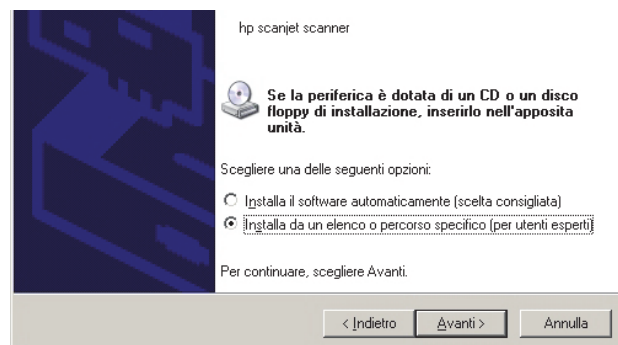 hp scanjet scanner
Se la periferica è dotata di un CD o un disco
floppy di installazione, inserirlo nell'apposita
unità.
Scegliere una delle seguenti opzioni:
Installa il software automaticamente (scelta consigliata)
Installa da un elenco o percorso specifico (per utenti esperti)
Per continuare, scegliere Avanti.
< Indietro
Avanti >
Annulla